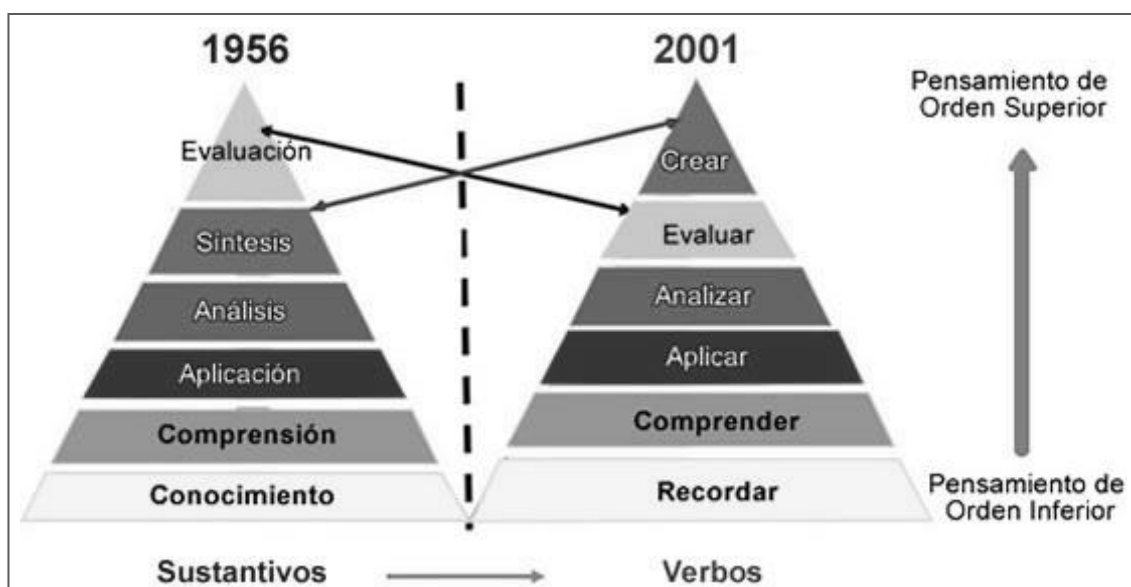 1956
2001
Pensamiento de
Orden Superior
Evaluación
Síntesis
Análisis
Aplicación
Comprensión
Conocimiento
Crear
Evaluar
Analizar
Aplicar
Comprender
Recordar
Pensamiento de
Orden Inferior
Sustantivos
Verbos